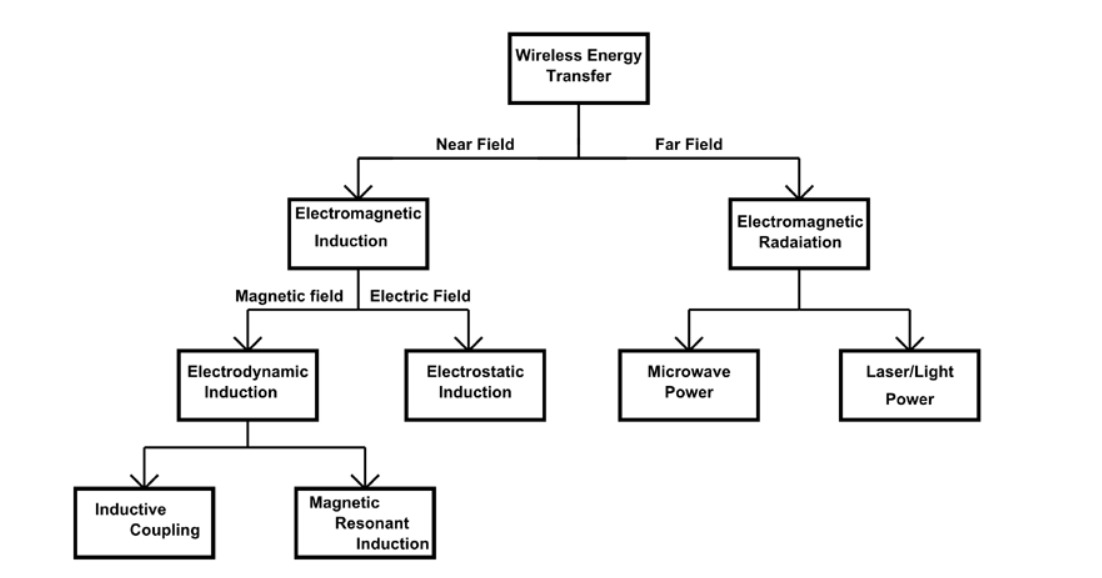 Wireless Energy
Transfer
Near Field
Far Field
Electromagnetic
Induction
Electromagnetic
Radaiation
Magnetic field
Electric Field
Electrodynamic
Induction
Electrostatic
Induction
Microwave
Power
Laser/Light
Power
Inductive
Coupling
Magnetic
Resonant
Induction